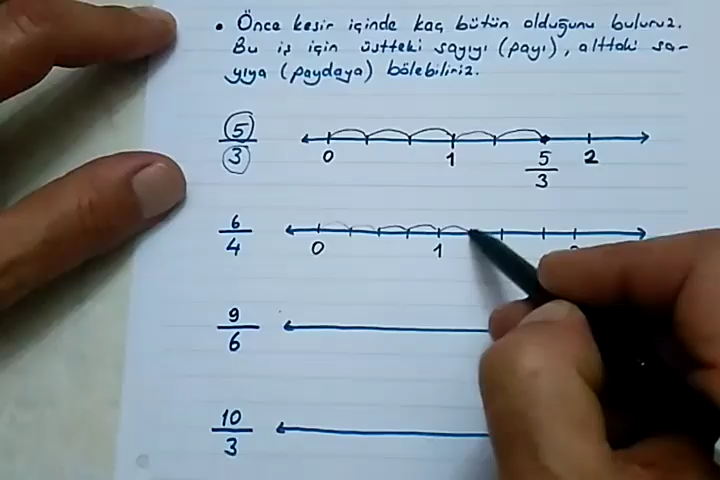 • Önce kesir içinde kaç bütün olduğunu buluruz.
Bu iş için üstteki sayıyı (payı), alttaki sa-
yıya (paydaya) bölebiliriz.
5/3
0 1 5/3 2
6/4
0 1
9/6
10/3